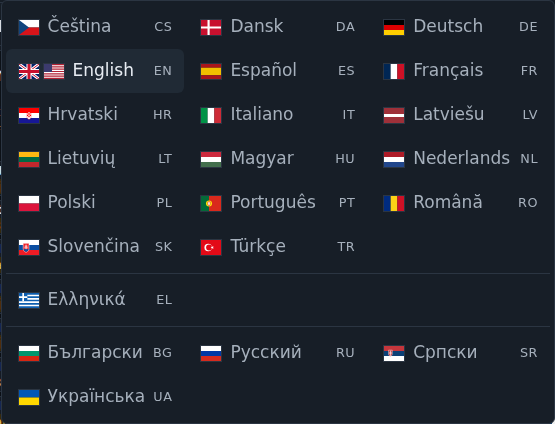 Čeština CS Dansk DA Deutsch DE
English EN Español ES Français FR
Hrvatski HR Italiano IT Latviešu LV
Lietuvių LT Magyar HU Nederlands NL
Polski PL Português PT Română RO
Slovenčina SK Türkçe TR
Ελληνικά EL
Български BG Русский RU Српски SR
Українська UA